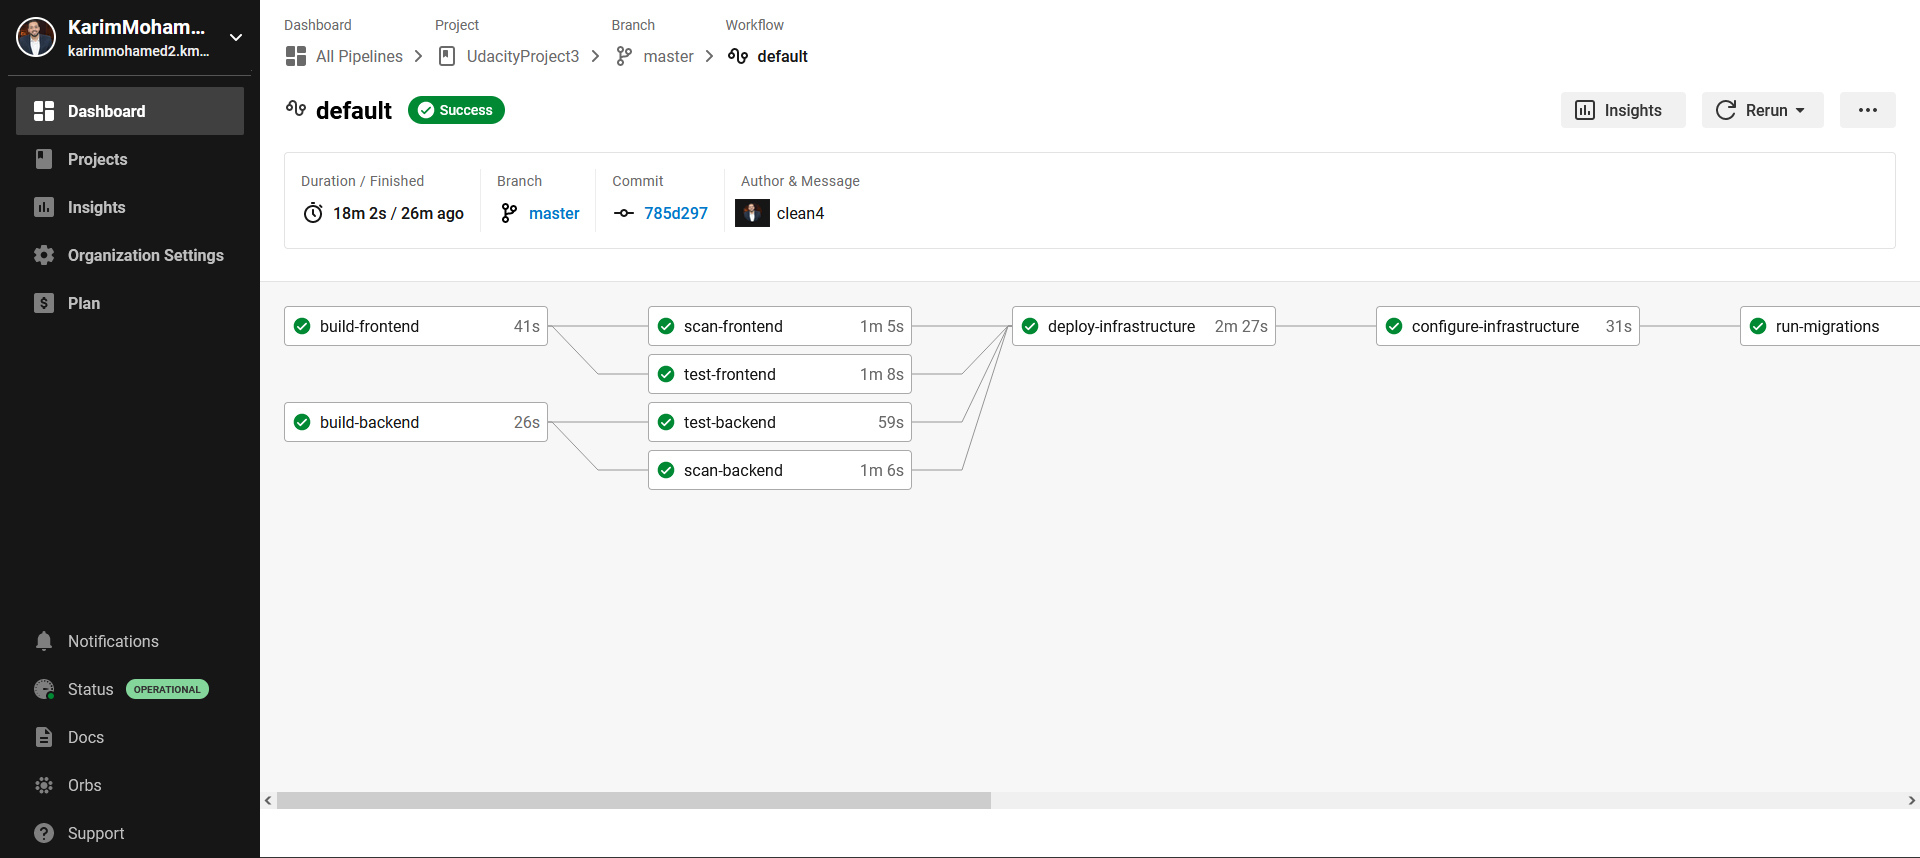 KarimMoham...
karimmohamed2.km...
Dashboard
Projects
Insights
Organization Settings
Plan
Notifications
Status OPERATIONAL
Docs
Orbs
Support
Dashboard Project Branch Workflow
All Pipelines UdacityProject3 master default
default Success
Insights Rerun
Duration / Finished Branch Commit Author & Message
18m 2s / 26m ago master 785d297 clean4
build-frontend 41s scan-frontend 1m 5s deploy-infrastructure 2m 27s configure-infrastructure 31s run-migrations
test-frontend 1m 8s
build-backend 26s test-backend 59s
scan-backend 1m 6s